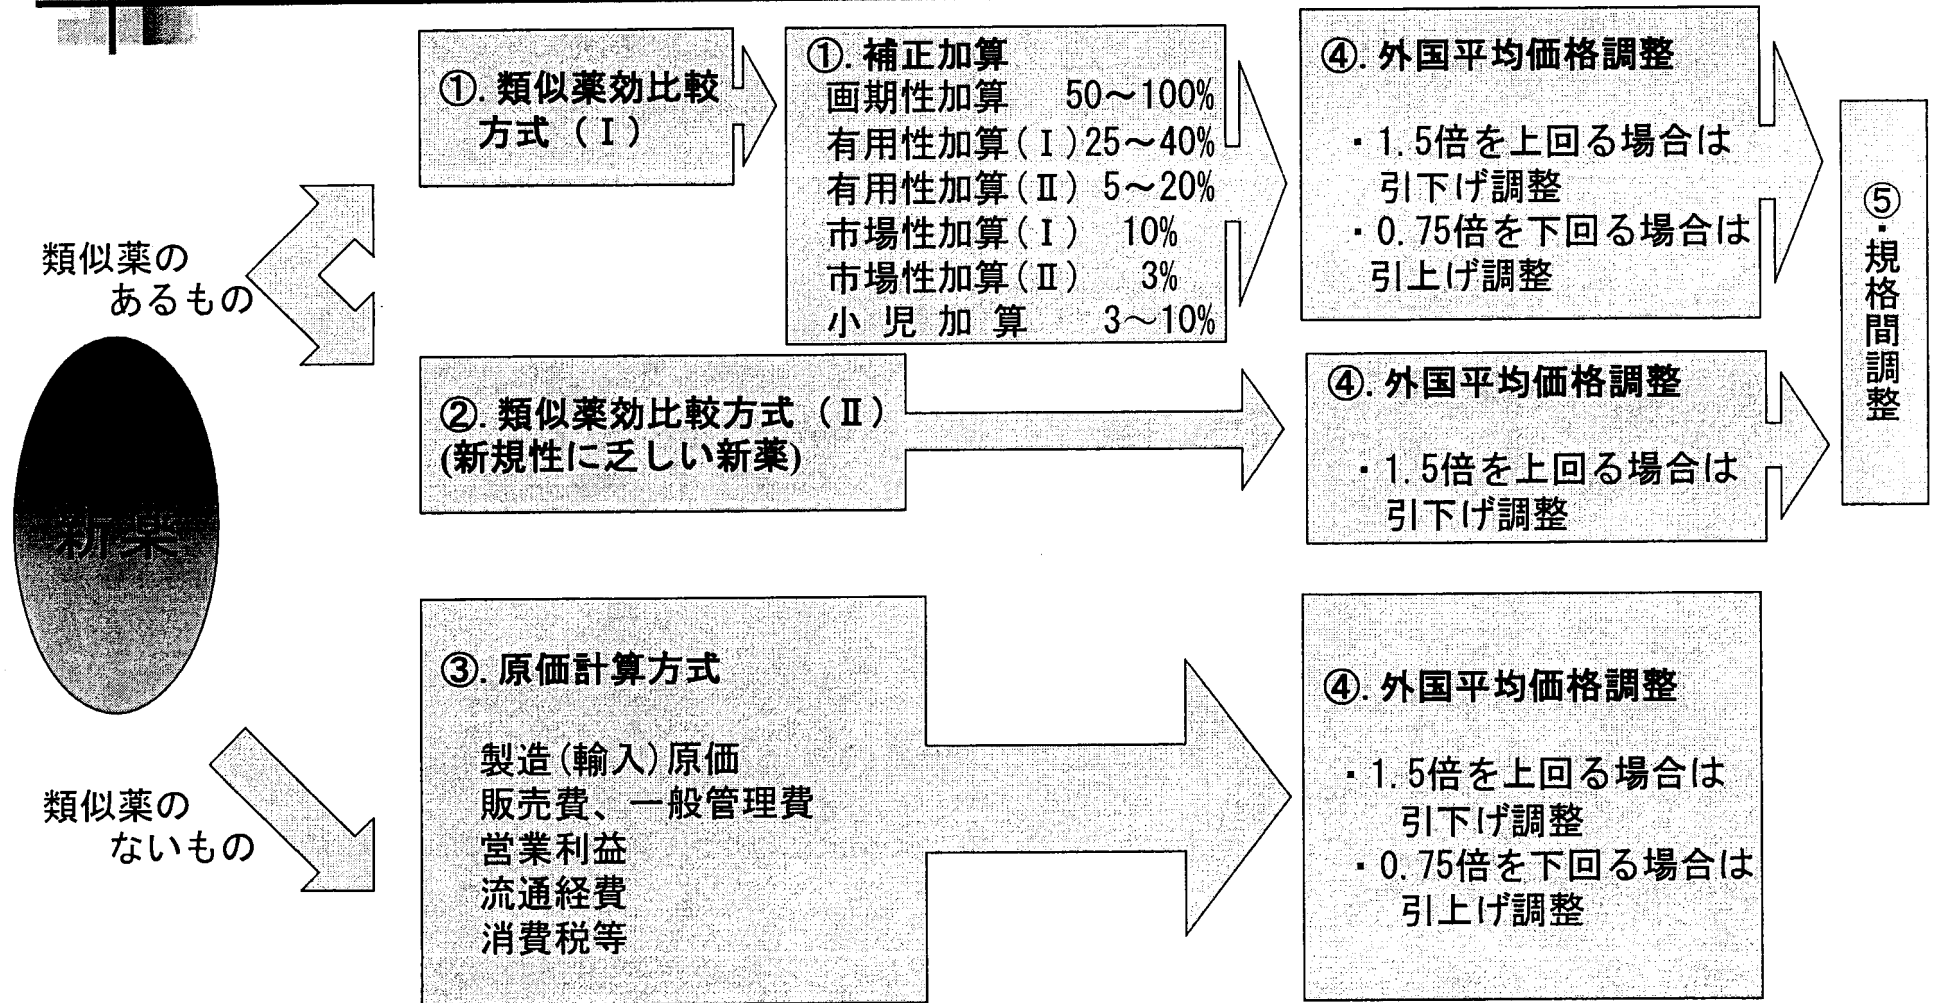 新薬
類似薬の
あるもの
①. 類似薬効比較
方式（Ⅰ）
①. 補正加算
画期性加算 50～100%
有用性加算(Ⅰ) 25～40%
有用性加算(Ⅱ) 5～20%
市場性加算(Ⅰ) 10%
市場性加算(Ⅱ) 3%
小 児 加 算 3～10%
④. 外国平均価格調整
・1.5倍を上回る場合は
引下げ調整
・0.75倍を下回る場合は
引上げ調整
②. 類似薬効比較方式（Ⅱ）
(新規性に乏しい新薬)
④. 外国平均価格調整
・1.5倍を上回る場合は
引下げ調整
⑤・規格間調整
類似薬の
ないもの
③. 原価計算方式
製造(輸入)原価
販売費、一般管理費
営業利益
流通経費
消費税等
④. 外国平均価格調整
・1.5倍を上回る場合は
引下げ調整
・0.75倍を下回る場合は
引上げ調整